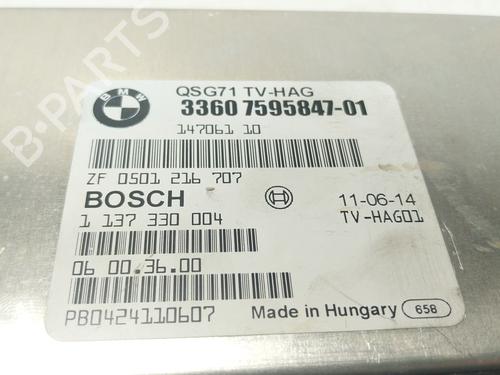 B-PARTS
BMW
QSG71 TV-HAG
3360 7595847-01
147061 10
ZF 0501 216 707
BOSCH
11-06-14
1 137 330 004
TV-HAG01
06 00.36.00
PB0424110607
Made in Hungary 658